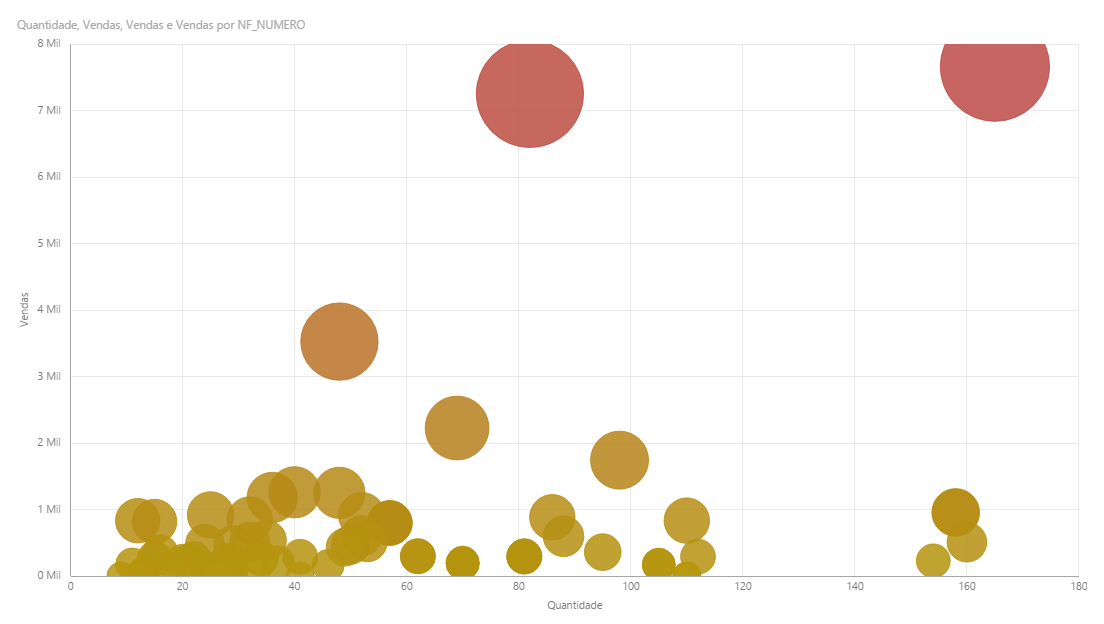 Quantidade, Vendas, Vendas e Vendas por NF_NUMERO
8 Mil
7 Mil
6 Mil
5 Mil
4 Mil
3 Mil
2 Mil
1 Mil
0 Mil
Vendas
0 20 40 60 80 100 120 140 160 180
Quantidade